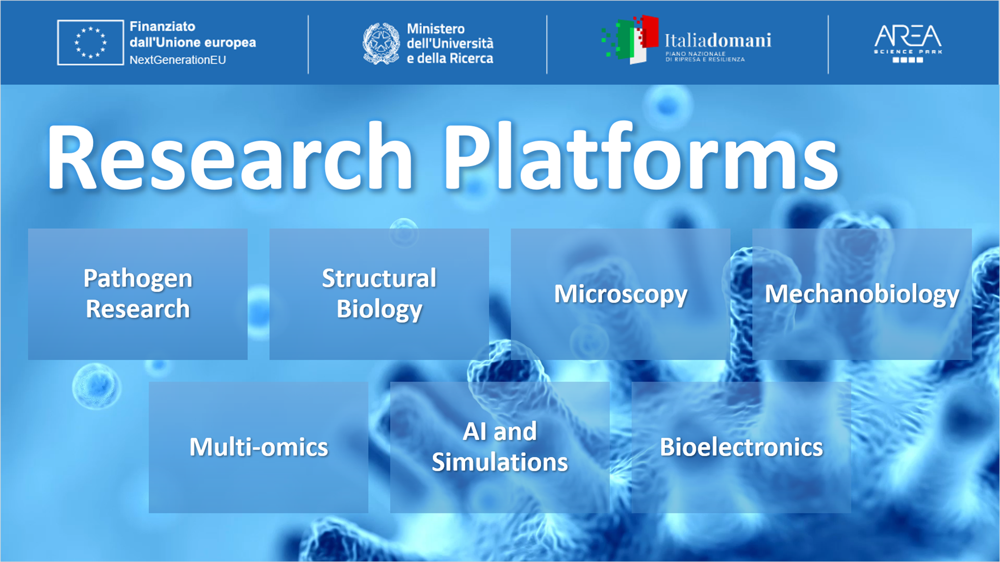 Finanziato
dall'Unione europea
NextGenerationEU
Ministero
dell'Università
e della Ricerca
Italiadomani
PIANO NAZIONALE
DI RIPRESA E RESILIENZA
AREA
SCIENCE PARK
Research Platforms
Pathogen
Research
Structural
Biology
Microscopy
Mechanobiology
Multi-omics
AI and
Simulations
Bioelectronics